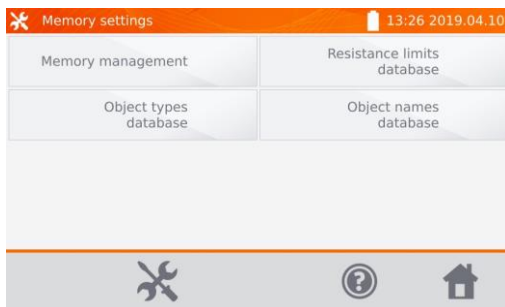 Memory settings
13:26 2019.04.10
Memory management
Resistance limits
database
Object types
database
Object names
database
?